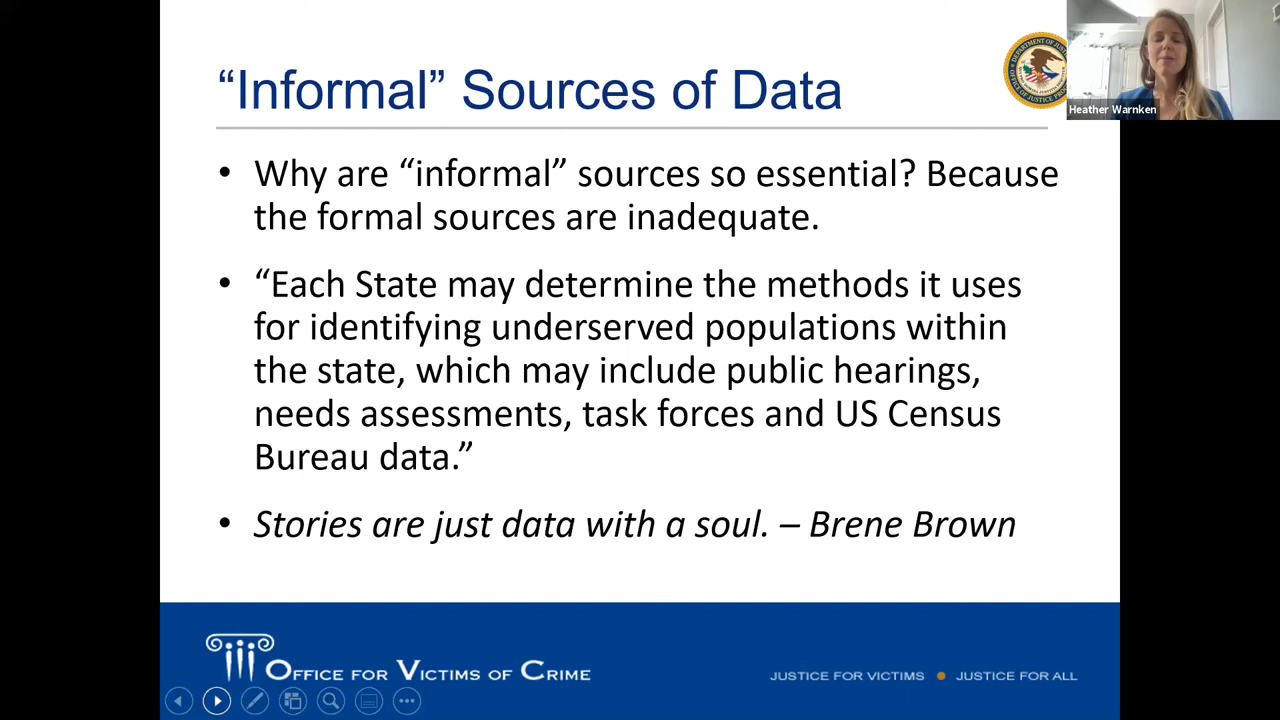 “Informal” Sources of Data
Heather Warnken
• Why are “informal” sources so essential? Because
the formal sources are inadequate.
• “Each State may determine the methods it uses
for identifying underserved populations within
the state, which may include public hearings,
needs assessments, task forces and US Census
Bureau data.”
• Stories are just data with a soul. – Brene Brown
OFFICE FOR VICTIMS OF CRIME
JUSTICE FOR VICTIMS ● JUSTICE FOR ALL